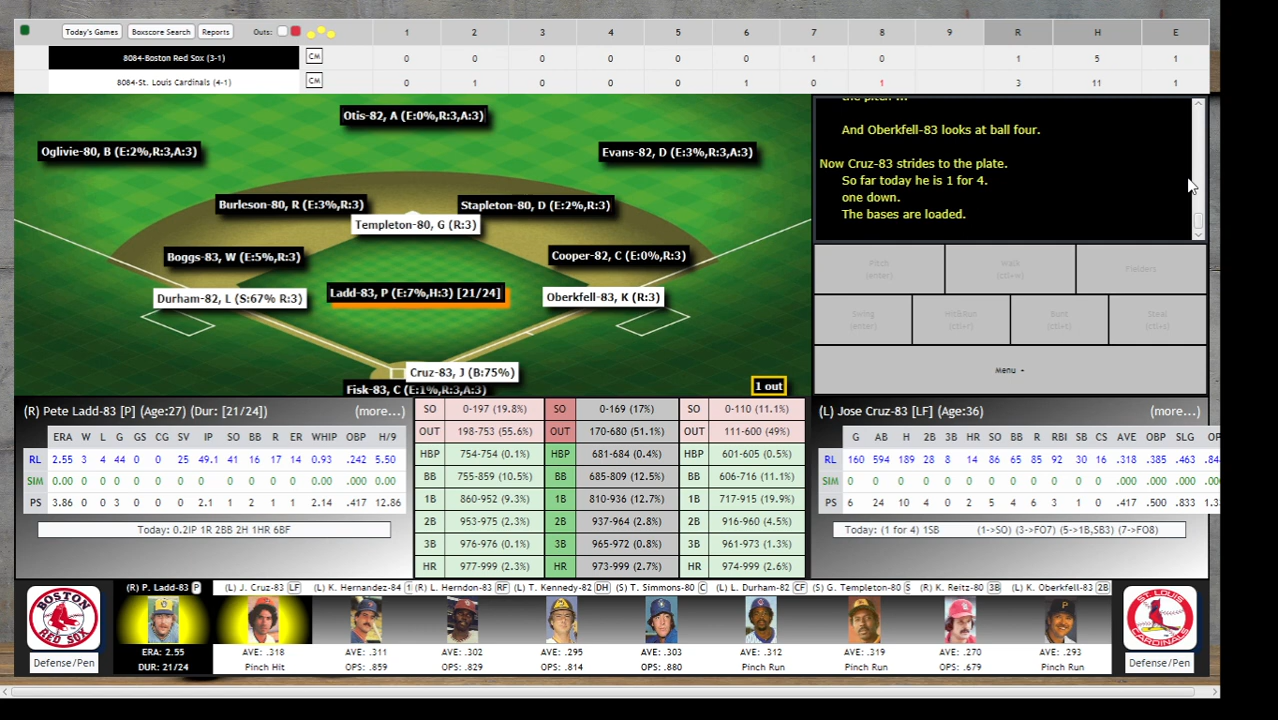 Today's Games Boxscore Search Reports Outs: 1 2 3 4 5 6 7 8 9 R H E
8084-Boston Red Sox (3-1) CM 0 0 0 0 0 0 1 0 1 5 1
8084-St. Louis Cardinals (4-1) CM 0 1 0 0 0 1 0 1 3 11 1
Otis-82, A (E:0%,R:3,A:3)
Oglivie-80, B (E:2%,R:3,A:3)
Evans-82, D (E:3%,R:3,A:3)
Burleson-80, R (E:3%,R:3)
Stapleton-80, D (E:2%,R:3)
Templeton-80, G (R:3)
Boggs-83, W (E:5%,R:3)
Cooper-82, C (E:0%,R:3)
Durham-82, L (S:67% R:3)
Ladd-83, P (E:7%,H:3) [21/24]
Oberkfell-83, K (R:3)
Cruz-83, J (B:75%)
Fisk-83, C (E:1%,R:3,A:3)
1 out
And Oberkfell-83 looks at ball four.
Now Cruz-83 strides to the plate.
So far today he is 1 for 4.
one down.
The bases are loaded.
Pitch (enter)
Walk (ctl+w)
Fielders
Swing (enter)
Hit&Run (ctl+r)
Bunt (ctl+t)
Steal (ctl+s)
Menu
(R) Pete Ladd-83 [P] (Age:27) (Dur: [21/24]) (more...)
ERA W L G GS CG SV IP SO BB R ER WHIP OBP H/9
RL 2.55 3 4 44 0 0 25 49.1 41 16 17 14 0.93 .242 5.50
SIM 0.00 0 0 0 0 0 0 0 0 0 0 0 0.00 .000 0.00
PS 3.86 0 0 3 0 0 0 2.1 1 2 1 1 2.14 .417 12.86
Today: 0.2IP 1R 2BB 2H 1HR 6BF
SO 0-197 (19.8%) SO 0-169 (17%) SO 0-110 (11.1%)
OUT 198-753 (55.6%) OUT 170-680 (51.1%) OUT 111-600 (49%)
HBP 754-754 (0.1%) HBP 681-684 (0.4%) HBP 601-605 (0.5%)
BB 755-859 (10.5%) BB 685-809 (12.5%) BB 606-716 (11.1%)
1B 860-952 (9.3%) 1B 810-936 (12.7%) 1B 717-915 (19.9%)
2B 953-975 (2.3%) 2B 937-964 (2.8%) 2B 916-960 (4.5%)
3B 976-976 (0.1%) 3B 965-972 (0.8%) 3B 961-973 (1.3%)
HR 977-999 (2.3%) HR 973-999 (2.7%) HR 974-999 (2.6%)
(L) Jose Cruz-83 [LF] (Age:36) (more...)
G AB H 2B 3B HR SO BB R RBI SB CS AVE OBP SLG
RL 160 594 189 28 8 14 86 65 85 92 30 16 .318 .385 .463
SIM 0 0 0 0 0 0 0 0 0 0 0 0 .000 .000 .000
PS 6 24 10 4 0 2 5 4 6 3 1 0 .417 .500 .833
Today: (1 for 4) 1SB (1->SO) (3->FO7) (5->1B,SB3) (7->FO8)
BOSTON RED SOX
Defense/Pen
(R) P. Ladd-83 P
ERA: 2.55
DUR: 21/24
(L) J. Cruz-83 LF
AVE: .318
Pinch Hit
(L) K. Hernandez-84
AVE: .311
OPS: .859
(R) L. Herndon-83 RF
AVE: .302
OPS: .829
(L) T. Kennedy-82 DH
AVE: .295
OPS: .814
(S) T. Simmons-80 C
AVE: .303
OPS: .880
(L) L. Durham-82 CF
AVE: .312
Pinch Run
(S) G. Templeton-80 S
AVE: .319
Pinch Run
(R) K. Reitz-80 3B
AVE: .270
OPS: .679
(L) K. Oberkfell-83 2B
AVE: .293
Pinch Run
ST. LOUIS CARDINALS
Defense/Pen